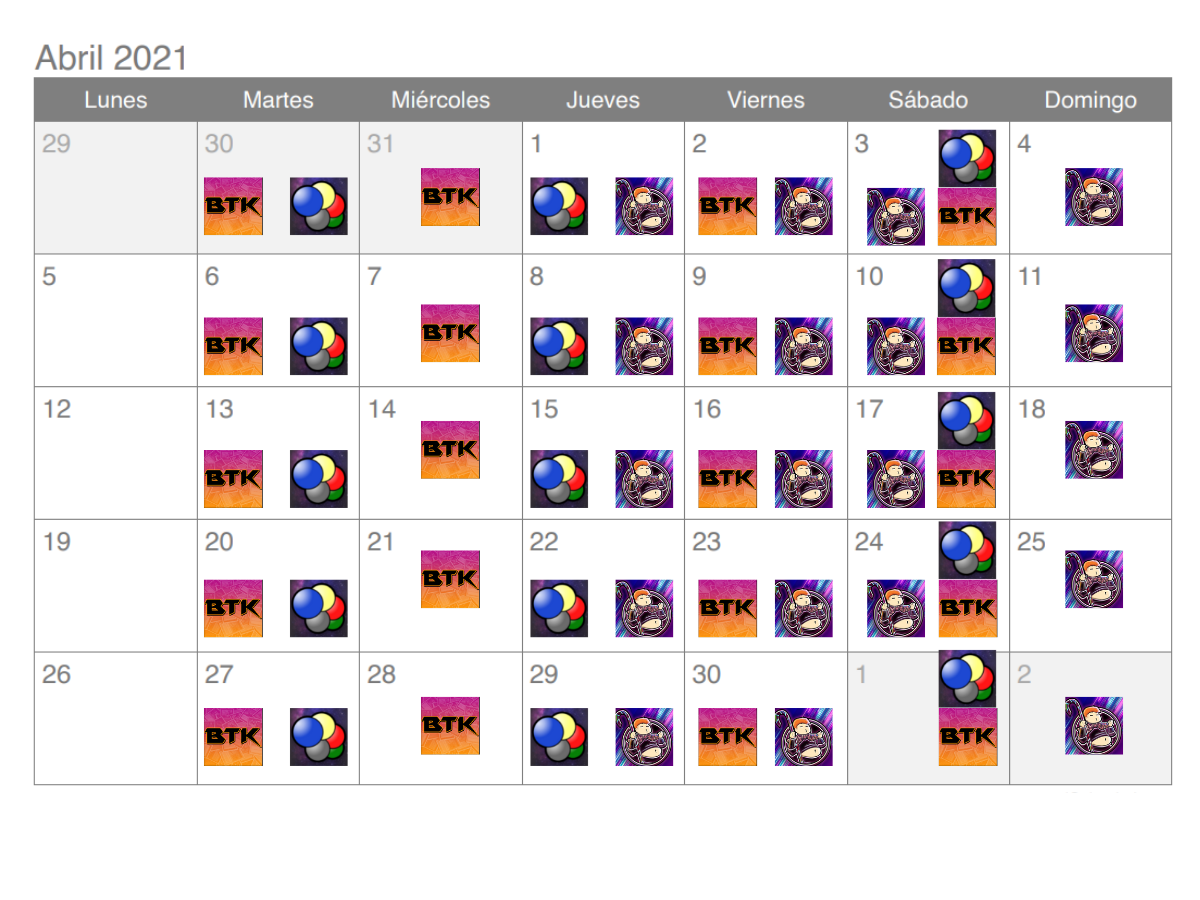 Abril 2021
Lunes Martes Miércoles Jueves Viernes Sábado Domingo
29 30 31 1 2 3 4
BTK BTK BTK BTK
5 6 7 8 9 10 11
BTK BTK BTK BTK
12 13 14 15 16 17 18
BTK BTK BTK BTK
19 20 21 22 23 24 25
BTK BTK BTK BTK
26 27 28 29 30 1 2
BTK BTK BTK BTK